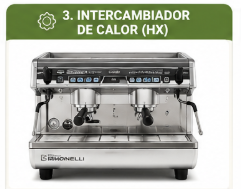 3. INTERCAMBIADOR
DE CALOR (HX)
SIMONELLI